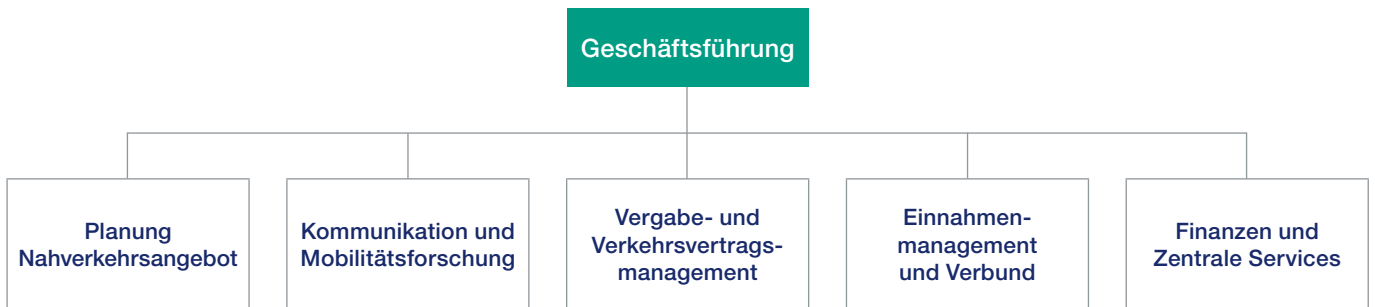 Geschäftsführung
Planung
Nahverkehrsangebot
Kommunikation und
Mobilitätsforschung
Vergabe- und
Verkehrsvertrags-
management
Einnahmen-
management
und Verbund
Finanzen und
Zentrale Services